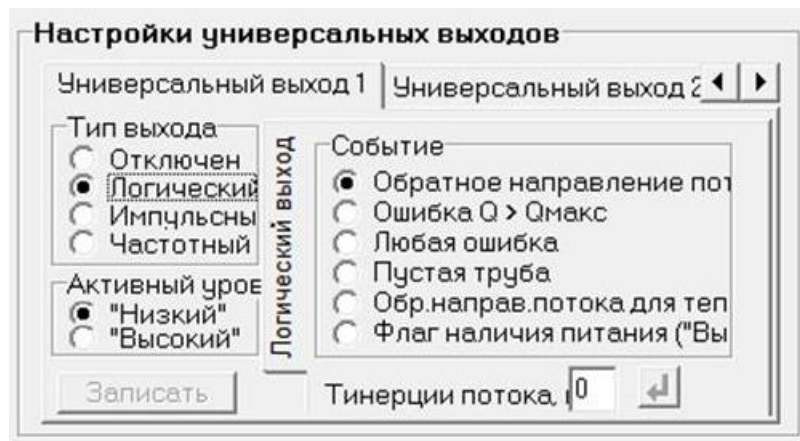 Настройки универсальных выходов
Универсальный выход 1
Универсальный выход 2
Тип выхода
Отключен
Логический
Импульсны
Частотный
Активный уров
"Низкий"
"Высокий"
Записать
Логический выход
Событие
Обратное направление пот
Ошибка Q > Qмакс
Любая ошибка
Пустая труба
Обр.направ.потока для теп
Флаг наличия питания ("Вы
Тинерции потока,
0